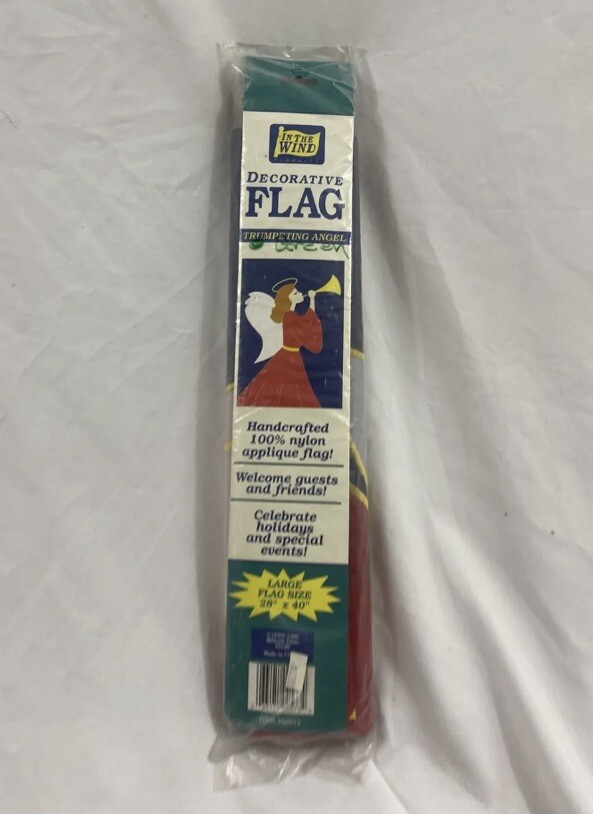 IN THE
WIND
DECORATIVE
FLAG
TRUMPETING ANGEL
Green
Handcrafted
100% nylon
applique flag!
Welcome guests
and friends!
Celebrate
holidays
and special
events!
LARGE
FLAG SIZE
28" x 40"